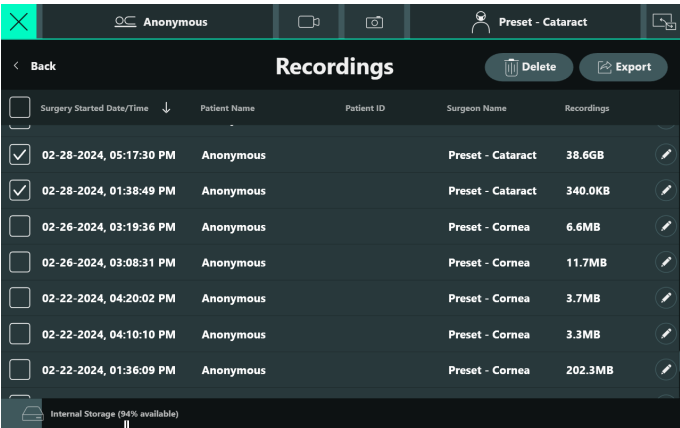 Anonymous Preset - Cataract
Back Recordings Delete Export
Surgery Started Date/Time Patient Name Patient ID Surgeon Name Recordings
02-28-2024, 05:17:30 PM Anonymous Preset - Cataract 38.6GB
02-28-2024, 01:38:49 PM Anonymous Preset - Cataract 340.0KB
02-26-2024, 03:19:36 PM Anonymous Preset - Cornea 6.6MB
02-26-2024, 03:08:31 PM Anonymous Preset - Cornea 11.7MB
02-22-2024, 04:20:02 PM Anonymous Preset - Cornea 3.7MB
02-22-2024, 04:10:10 PM Anonymous Preset - Cornea 3.3MB
02-22-2024, 01:36:09 PM Anonymous Preset - Cornea 202.3MB
Internal Storage (94% available)